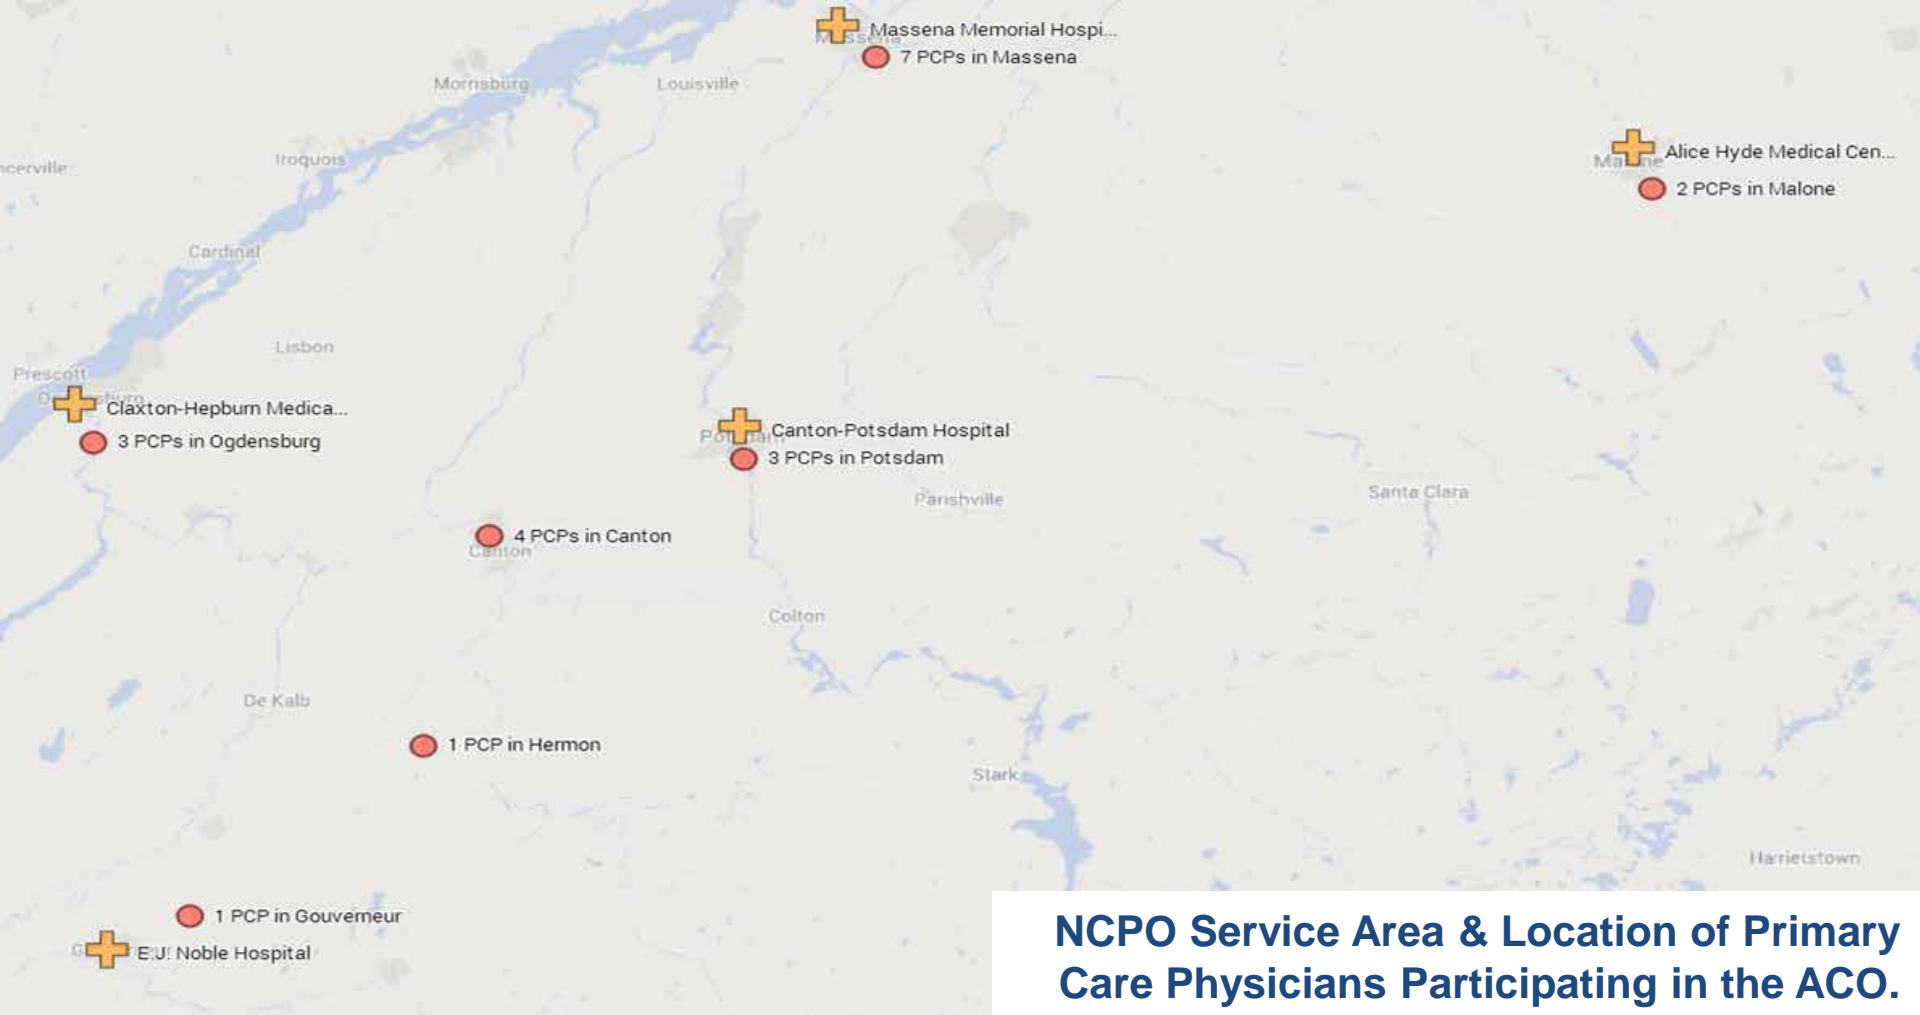 Massena Memorial Hospi...
7 PCPs in Massena
Morrisburg
Louisville
Alice Hyde Medical Cen...
Iroquois
ncerville
2 PCPs in Malone
Cardinal
Lisbon
Prescott
Claxton-Hepburn Medica...
3 PCPs in Ogdensburg
Canton-Potsdam Hospital
3 PCPs in Potsdam
Parishville
Santa Clara
4 PCPs in Canton
Canton
Colton
De Kalb
1 PCP in Hermon
Stark
Harrietstown
1 PCP in Gouverneur
E.J. Noble Hospital
NCPO Service Area & Location of Primary
Care Physicians Participating in the ACO.